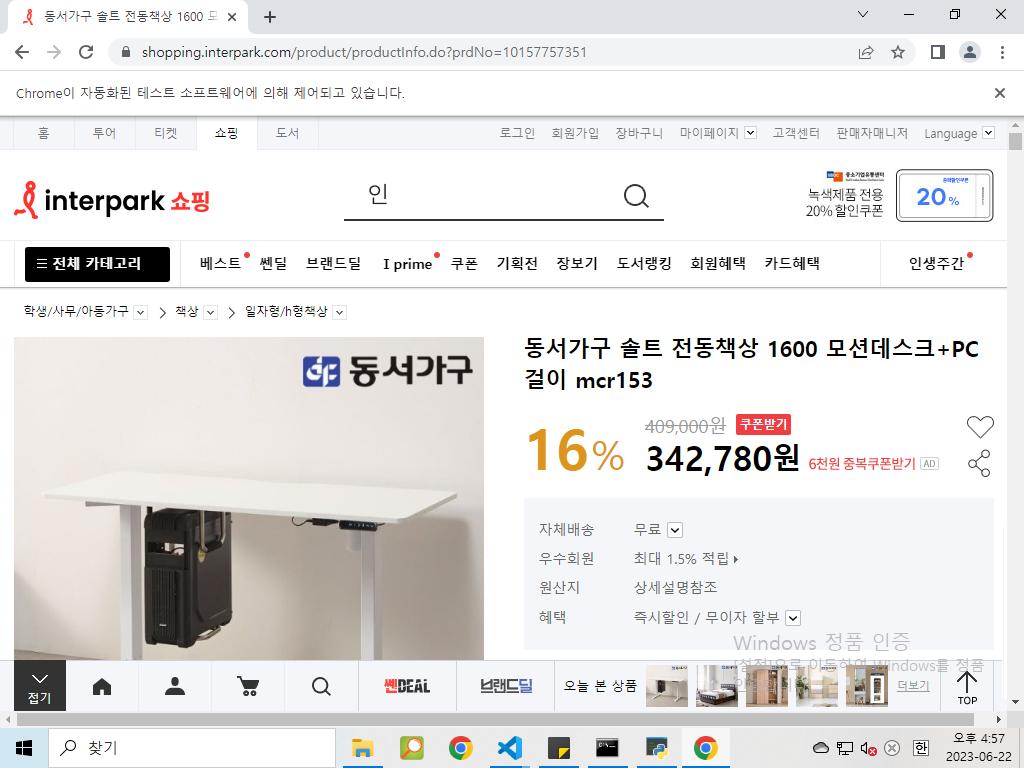 동서가구 솔트 전동책상 1600 모
shopping.interpark.com/product/productInfo.do?prdNo=10157757351
Chrome이 자동화된 테스트 소프트웨어에 의해 제어되고 있습니다.
홈 투어 티켓 쇼핑 도서 로그인 회원가입 장바구니 마이페이지 고객센터 판매자매니저 Language
interpark 쇼핑 인
중소기업유통센터
녹색제품 전용
20% 할인쿠폰
중복할인쿠폰
20%
전체 카테고리 베스트 쎈딜 브랜드딜 I prime 쿠폰 기획전 장보기 도서랭킹 회원혜택 카드혜택 인생주간
학생/사무/아동가구 책상 일자형/h형책상
동서가구
동서가구 솔트 전동책상 1600 모션데스크+PC
걸이 mcr153
16% 409,000원 쿠폰받기
342,780원 6천원 중복쿠폰받기 AD
자체배송 무료
우수회원 최대 1.5% 적립
원산지 상세설명참조
혜택 즉시할인 / 무이자 할부
Windows 정품 인증
[설정]으로 이동하여 Windows를 정품
접기 쎈DEAL 브랜드딜 오늘 본 상품 더보기 TOP
찾기
한
오후 4:57
2023-06-22